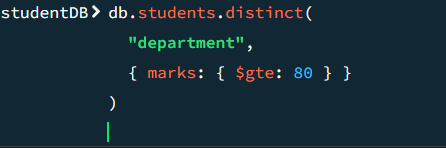 studentDB> db.students.distinct(
"department",
{ marks: { $gte: 80 } }
)